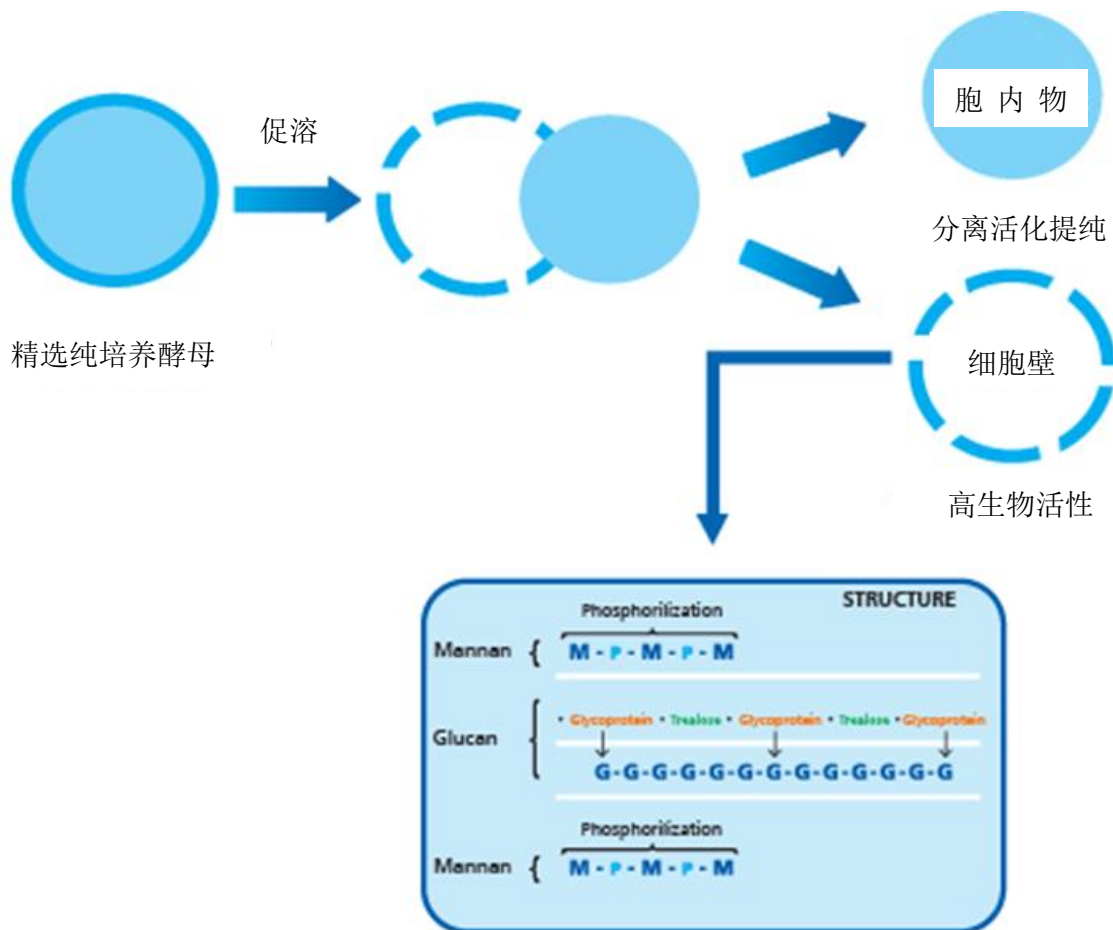 胞 内 物
促溶
分离活化提纯
精选纯培养酵母
细胞壁
高生物活性
STRUCTURE
Phosphorilization
Mannan { M - P - M - P - M
• Glycoprotein • Trealose • Glycoprotein • Trealose • Glycoprotein
Glucan {
G-G-G-G-G-G-G-G-G-G-G-G-G
Phosphorilization
Mannan { M - P - M - P - M